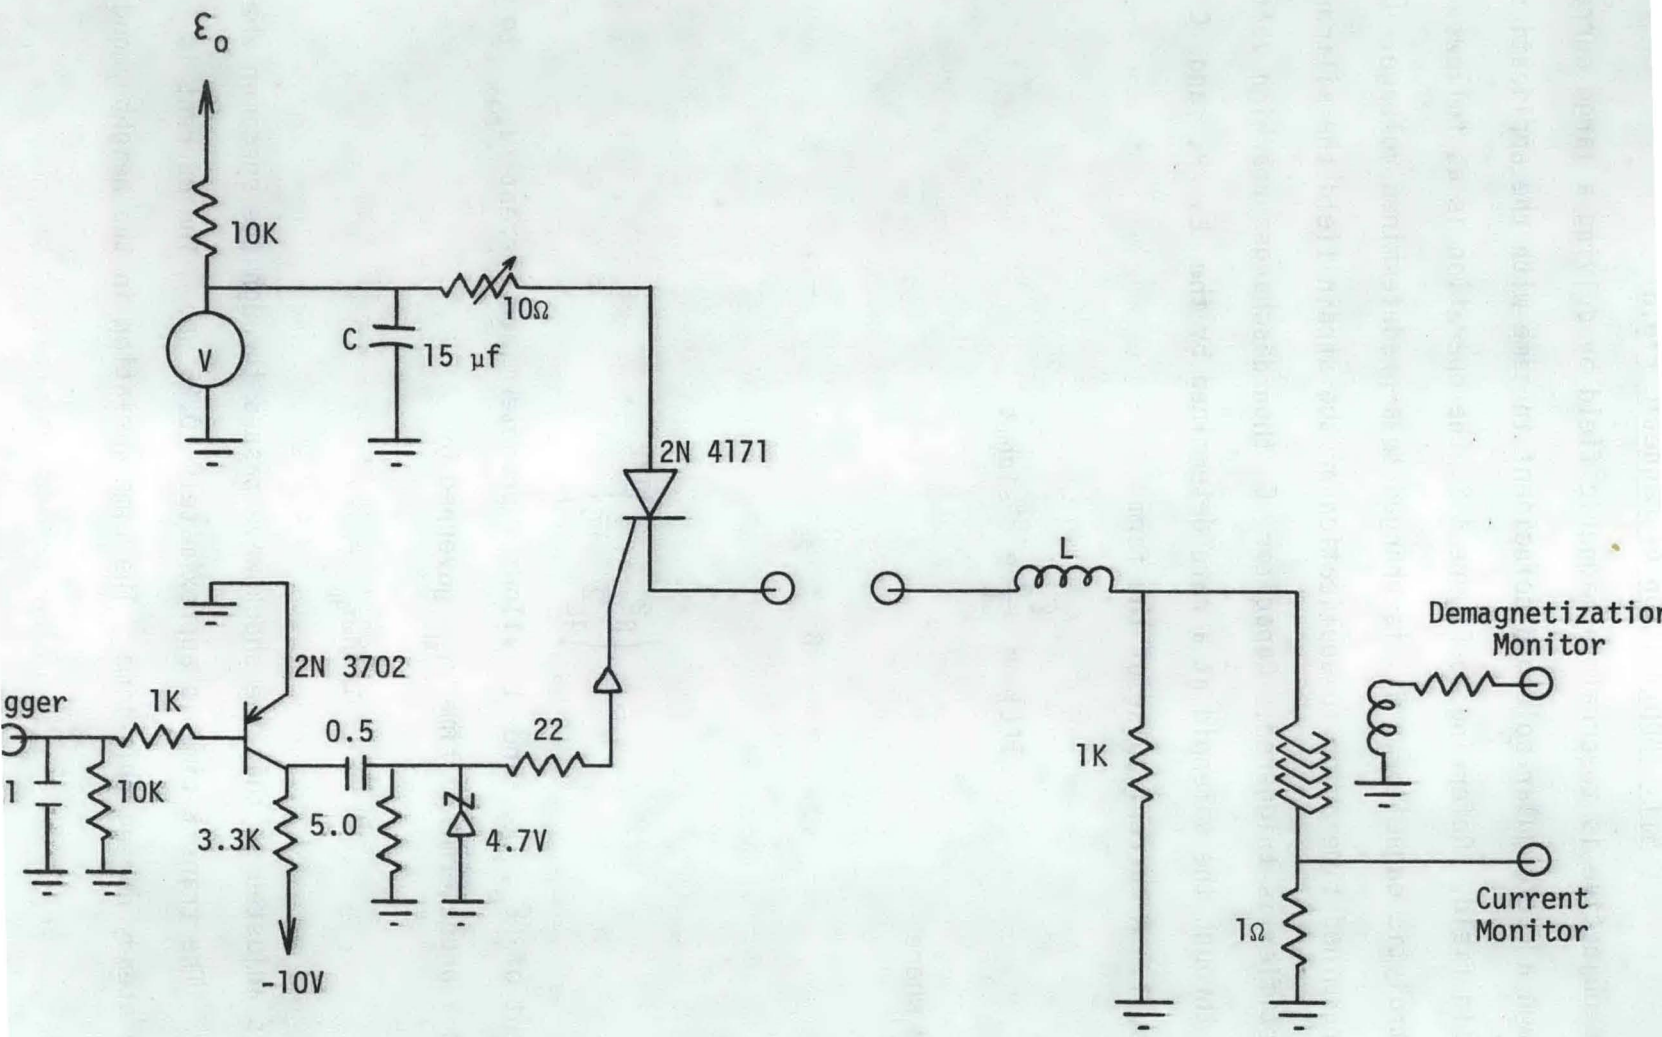 ε₀
10K
10Ω
V
C
15 μf
2N 4171
L
Demagnetization
Monitor
2N 3702
gger
1K
0.5
22
1
10K
3.3K
5.0
4.7V
1K
-10V
Current
Monitor
1Ω